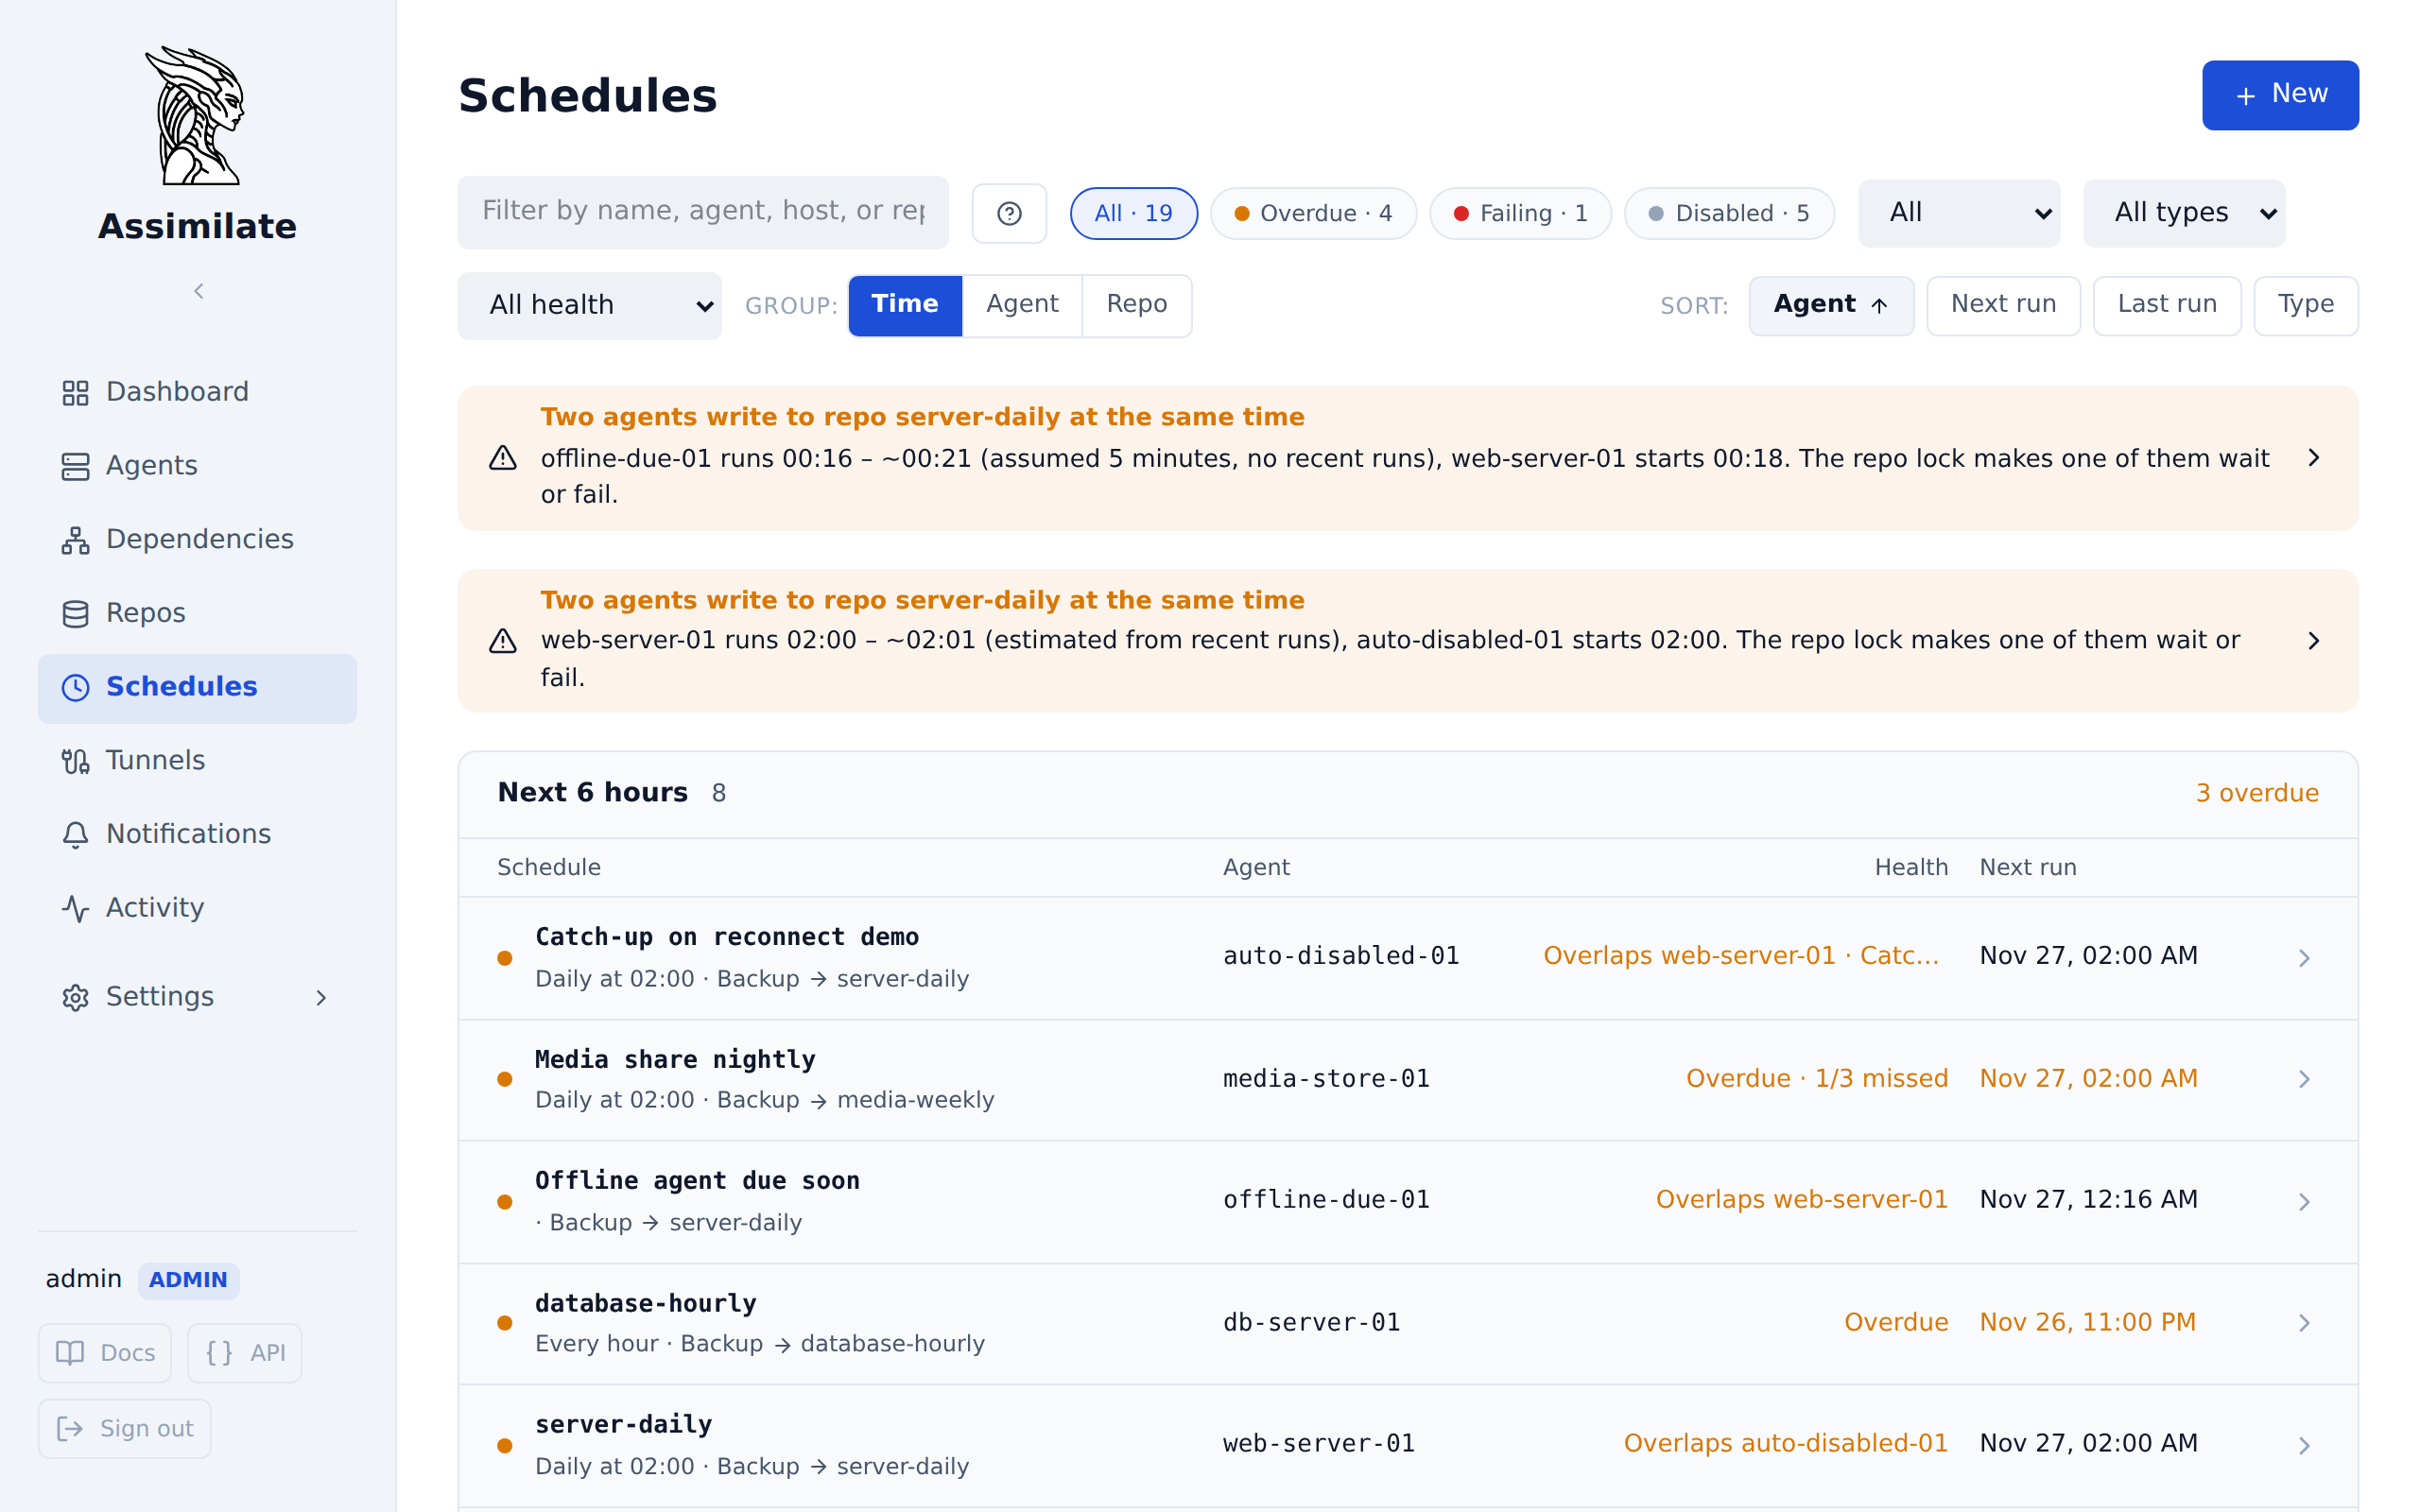 Assimilate
Dashboard
Agents
Dependencies
Repos
Schedules
Tunnels
Notifications
Activity
Settings
admin ADMIN
Docs
{ } API
Sign out
Schedules
+ New
Filter by name, agent, host, or rep
All · 19
Overdue · 4
Failing · 1
Disabled · 5
All
All types
All health
GROUP: Time Agent Repo
SORT: Agent ↑ Next run Last run Type
Two agents write to repo server-daily at the same time
offline-due-01 runs 00:16 – ~00:21 (assumed 5 minutes, no recent runs), web-server-01 starts 00:18. The repo lock makes one of them wait
or fail.
Two agents write to repo server-daily at the same time
web-server-01 runs 02:00 – ~02:01 (estimated from recent runs), auto-disabled-01 starts 02:00. The repo lock makes one of them wait or
fail.
Next 6 hours 8 3 overdue
Schedule Agent Health Next run
Catch-up on reconnect demo
Daily at 02:00 · Backup → server-daily
auto-disabled-01 Overlaps web-server-01 · Catc… Nov 27, 02:00 AM
Media share nightly
Daily at 02:00 · Backup → media-weekly
media-store-01 Overdue · 1/3 missed Nov 27, 02:00 AM
Offline agent due soon
· Backup → server-daily
offline-due-01 Overlaps web-server-01 Nov 27, 12:16 AM
database-hourly
Every hour · Backup → database-hourly
db-server-01 Overdue Nov 26, 11:00 PM
server-daily
Daily at 02:00 · Backup → server-daily
web-server-01 Overlaps auto-disabled-01 Nov 27, 02:00 AM